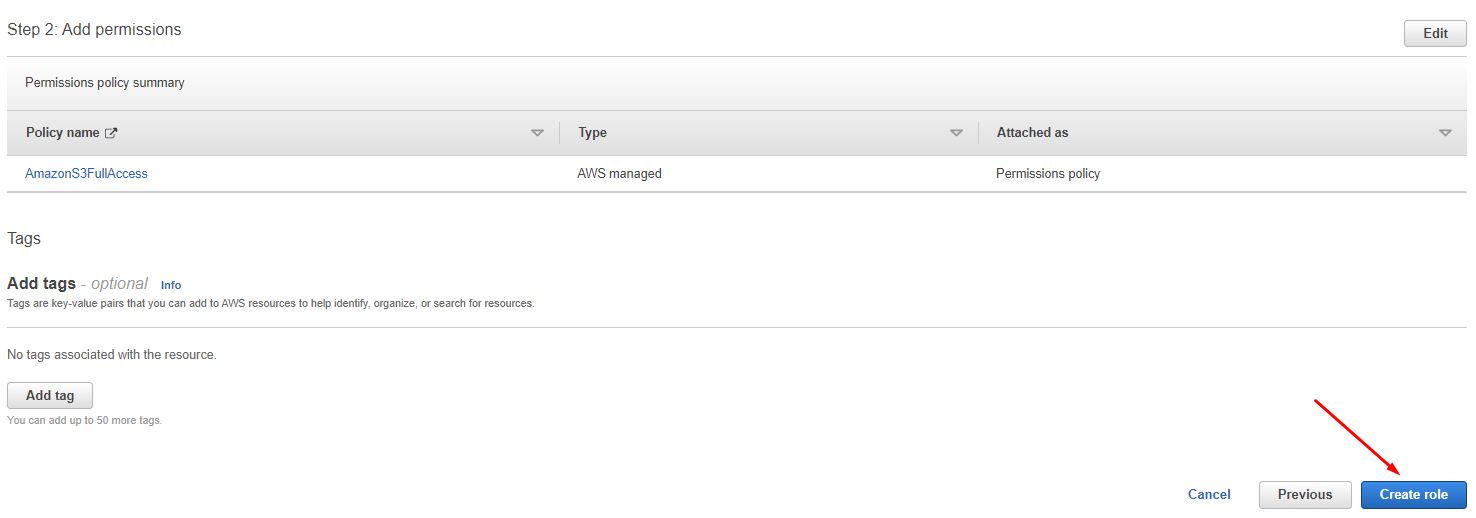 Step 2: Add permissions
Edit
Permissions policy summary
Policy name Type Attached as
AmazonS3FullAccess AWS managed Permissions policy
Tags
Add tags - optional Info
Tags are key-value pairs that you can add to AWS resources to help identify, organize, or search for resources.
No tags associated with the resource.
Add tag
You can add up to 50 more tags.
Cancel Previous Create role